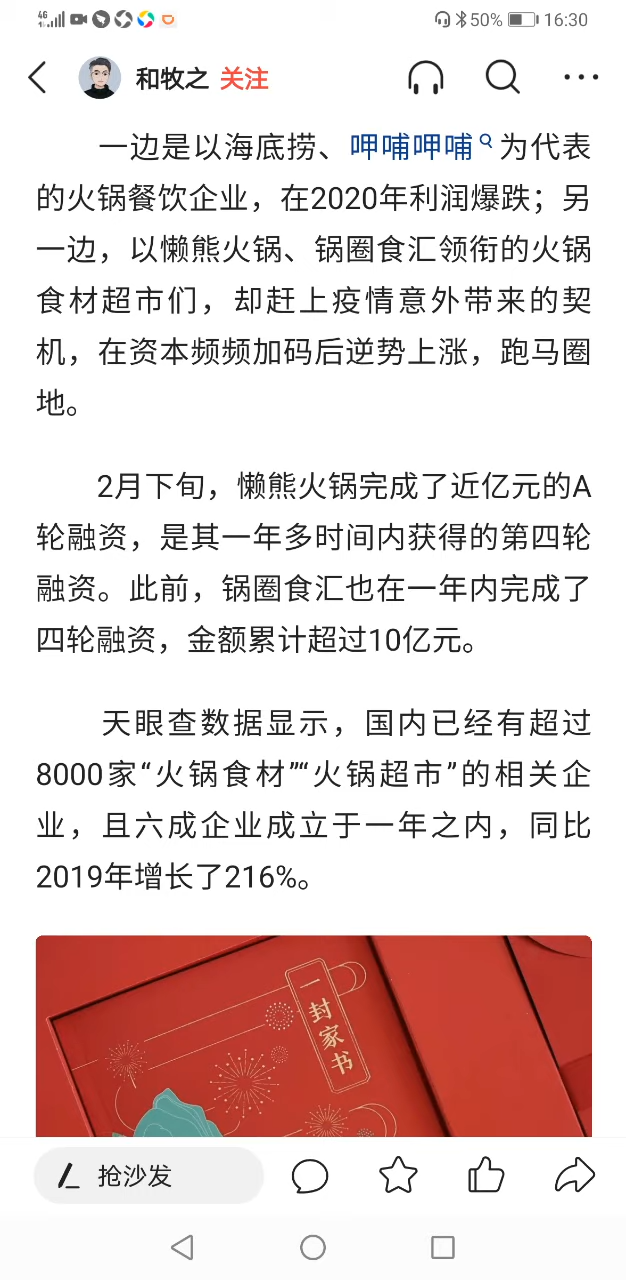 46
50%
16:30
和牧之 关注
一边是以海底捞、呷哺呷哺为代表
的火锅餐饮企业，在2020年利润爆跌；另
一边，以懒熊火锅、锅圈食汇领衔的火锅
食材超市们，却赶上疫情意外带来的契
机，在资本频频加码后逆势上涨，跑马圈
地。
2月下旬，懒熊火锅完成了近亿元的A
轮融资，是其一年多时间内获得的第四轮
融资。此前，锅圈食汇也在一年内完成了
四轮融资，金额累计超过10亿元。
天眼查数据显示，国内已经有超过
8000家“火锅食材”“火锅超市”的相关企
业，且六成企业成立于一年之内，同比
2019年增长了216%。
一封家书
抢沙发